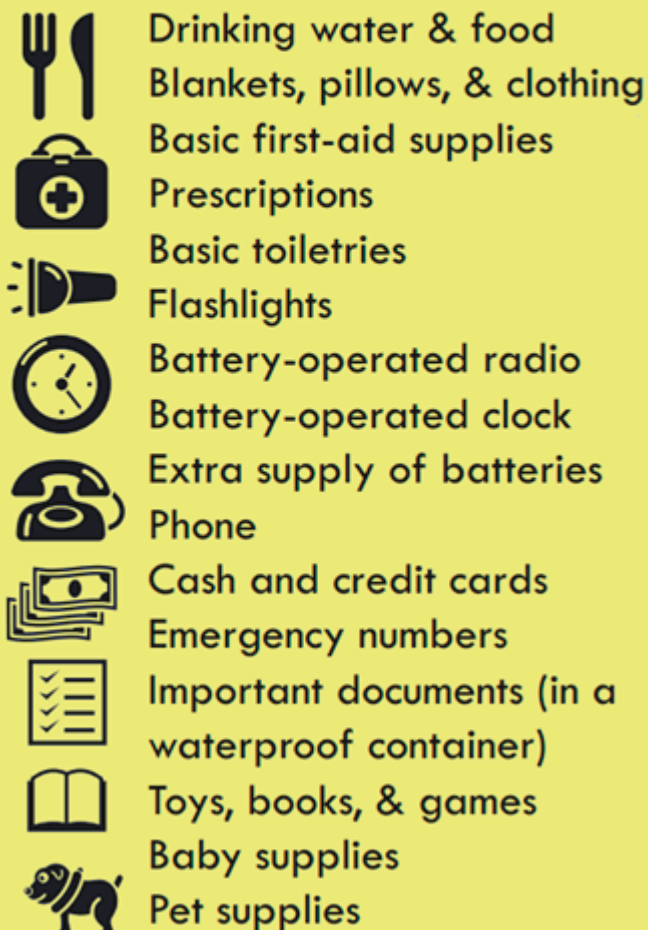 Drinking water & food
Blankets, pillows, & clothing
Basic first-aid supplies
Prescriptions
Basic toiletries
Flashlights
Battery-operated radio
Battery-operated clock
Extra supply of batteries
Phone
Cash and credit cards
Emergency numbers
Important documents (in a
waterproof container)
Toys, books, & games
Baby supplies
Pet supplies